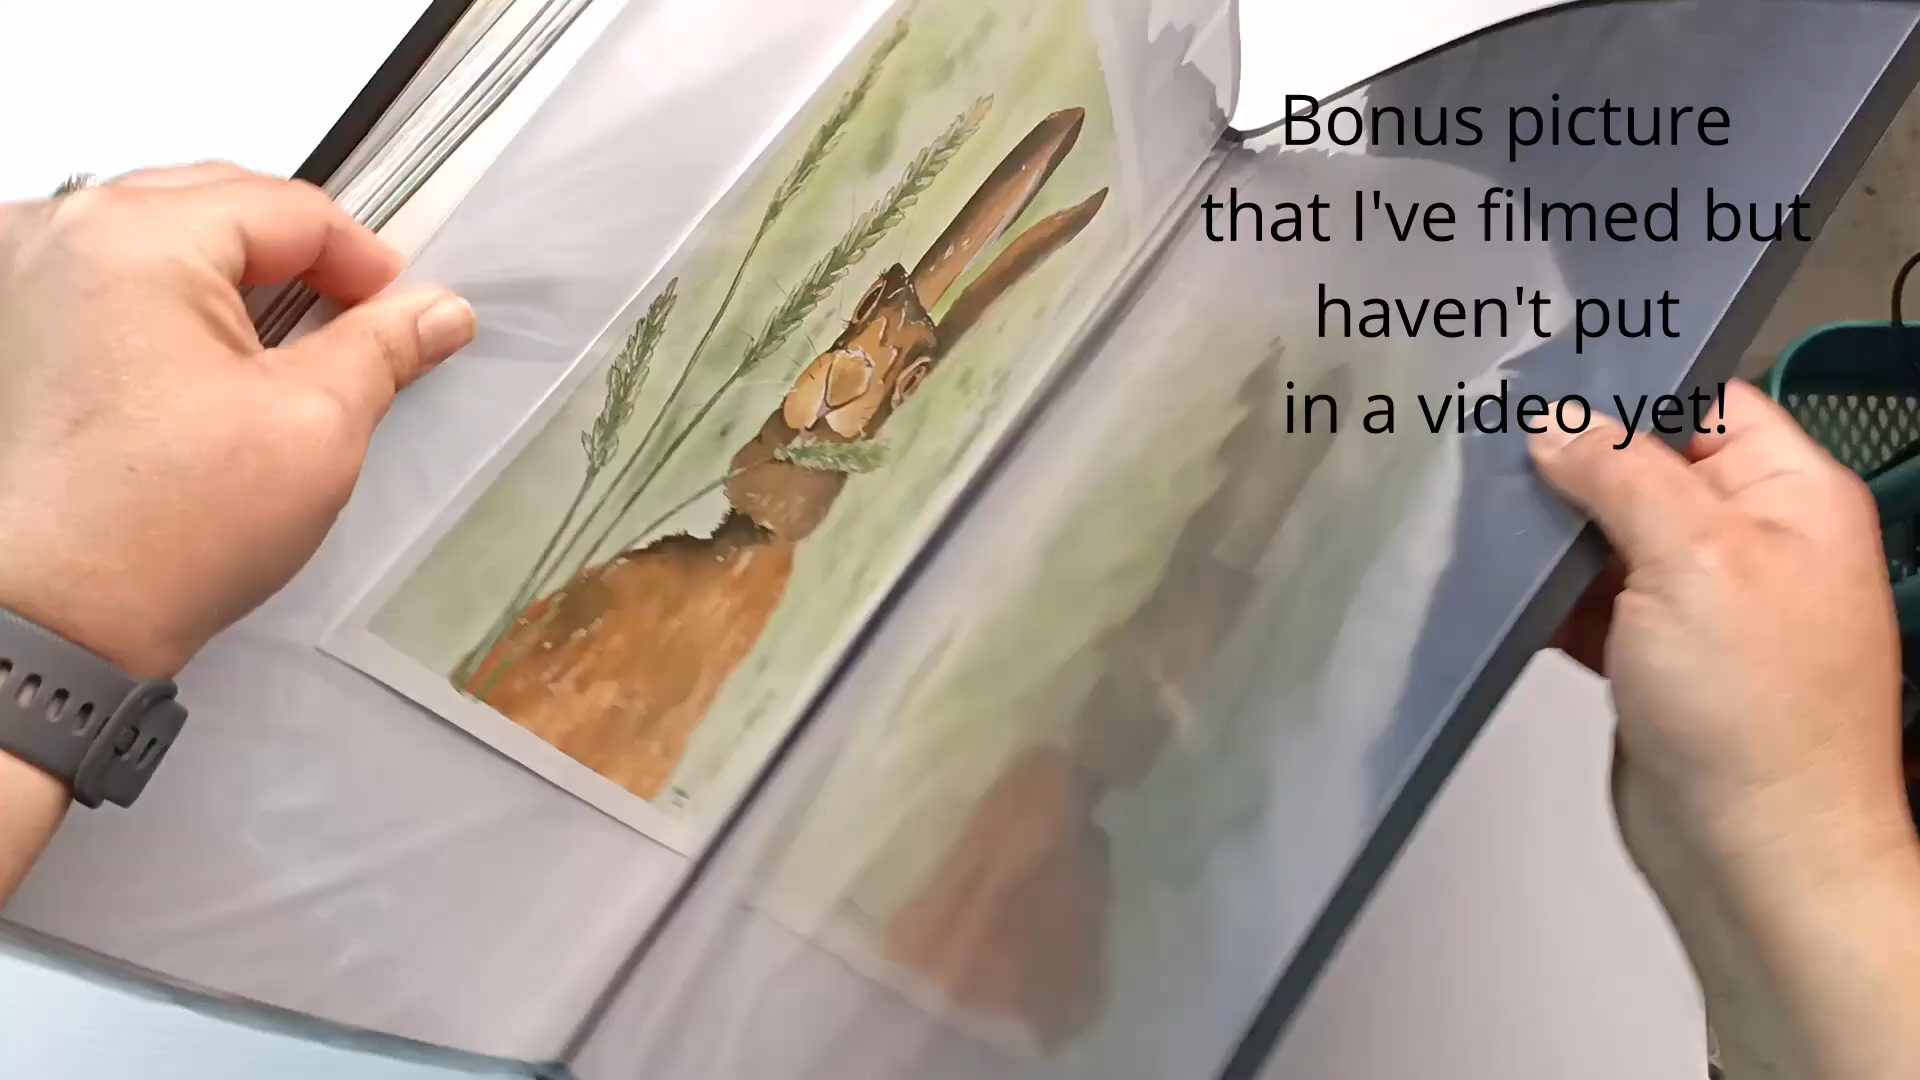 Bonus picture
that I've filmed but
haven't put
in a video yet!